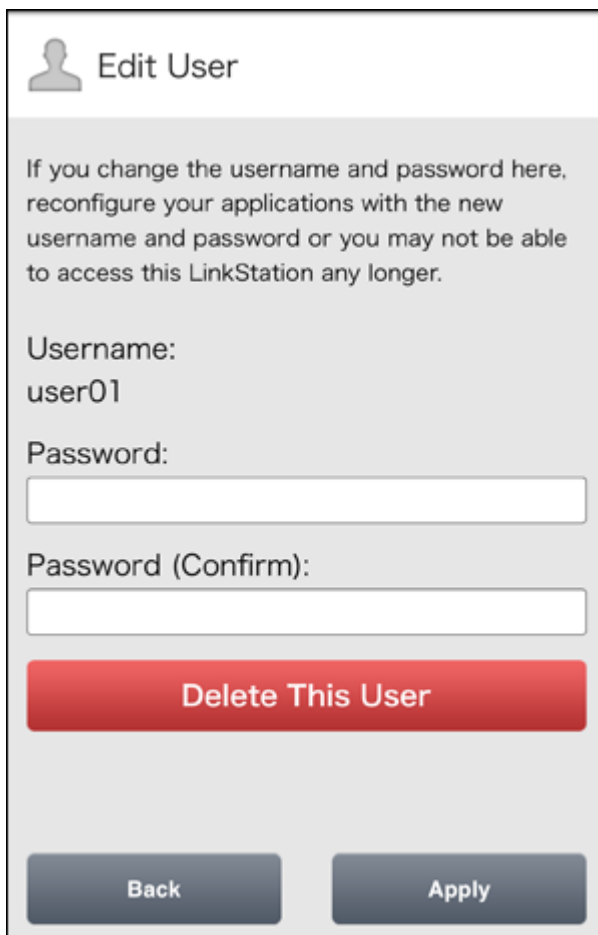 Edit User
If you change the username and password here,
reconfigure your applications with the new
username and password or you may not be able
to access this LinkStation any longer.
Username:
user01
Password:
Password (Confirm):
Delete This User
Back
Apply